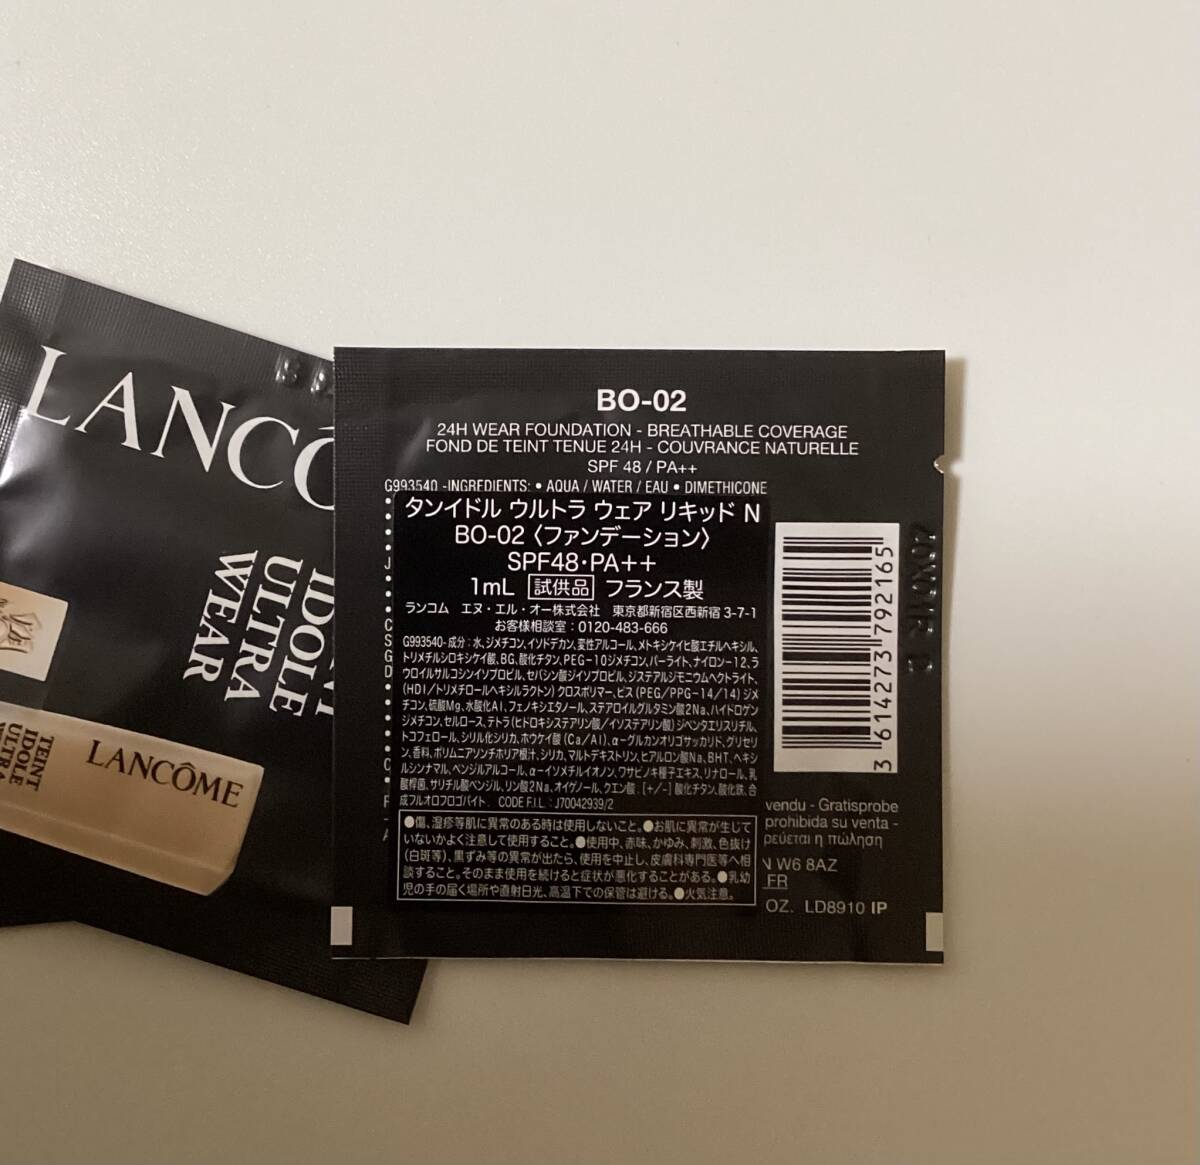 LANCÔ
IDOLE
ULTRA
WEAR
TEINT
IDOLE
ULTRA
LANCÔME
BO-02
24H WEAR FOUNDATION - BREATHABLE COVERAGE
FOND DE TEINT TENUE 24H - COUVRANCE NATURELLE
SPF 48 / PA++
G993540 -INGREDIENTS: • AQUA / WATER / EAU • DIMETHICONE
タンイドル ウルトラ ウェア リキッド N
BO-02〈ファンデーション〉
SPF48・PA++
1mL 試供品 フランス製
ランコム エヌ・エル・オー株式会社 東京都新宿区西新宿 3-7-1
お客様相談室：0120-483-666
G993540-成分：水、ジメチコン、イソドデカン、変性アルコール、メトキシケイヒ酸エチルヘキシル、
トリメチルシロキシケイ酸、BG、酸化チタン、PEG-10ジメチコン、パーライト、ナイロン-12、ラ
ウロイルサルコシンイソプロピル、セバシン酸ジイソプロピル、ジステアルジモニウムヘクトライト、
(HDI/トリメチロールヘキシルラクトン) クロスポリマー、ビス(PEG/PPG-14/14) ジメ
チコン、硫酸Mg、水酸化Al、フェノキシエタノール、ステアロイルグルタミン酸2Na、ハイドロゲン
ジメチコン、セルロース、テトラ(ヒドロキシステアリン酸/イソステアリン酸) ジペンタエリスリチル、
トコフェロール、シリル化シリカ、ホウケイ酸(Ca/Al)、α-グルカンオリゴサッカリド、グリセリ
ン、香料、ポリムニアソンチホリア根汁、シリカ、マルトデキストリン、ヒアルロン酸Na、BHT、ヘキシ
ルシンナマル、ベンジルアルコール、α-イソメチルイオノン、ワサビノキ種子エキス、リナロール、乳
酸桿菌、サリチル酸ベンジル、リン酸2Na、オイゲノール、クエン酸、[+/-] 酸化チタン、酸化鉄、合
成フルオロフロゴパイト. CODE F.I.L.：J70042939/2
●傷、湿疹等肌に異常のある時は使用しないこと。●お肌に異常が生じて
いないかよく注意して使用すること。●使用中、赤味、かゆみ、刺激、色抜け
(白斑等)、黒ずみ等の異常が出たら、使用を中止し、皮膚科専門医等へ相
談すること。そのまま使用を続けると症状が悪化することがある。●乳幼
児の手の届く場所や直射日光、高温下での保管は避ける。●火気注意。
3 614273 792165
vendu - Gratisprobe
prohibida su venta -
ρεύεται η πώληση
N W6 8AZ
FR
OZ. LD8910 IP